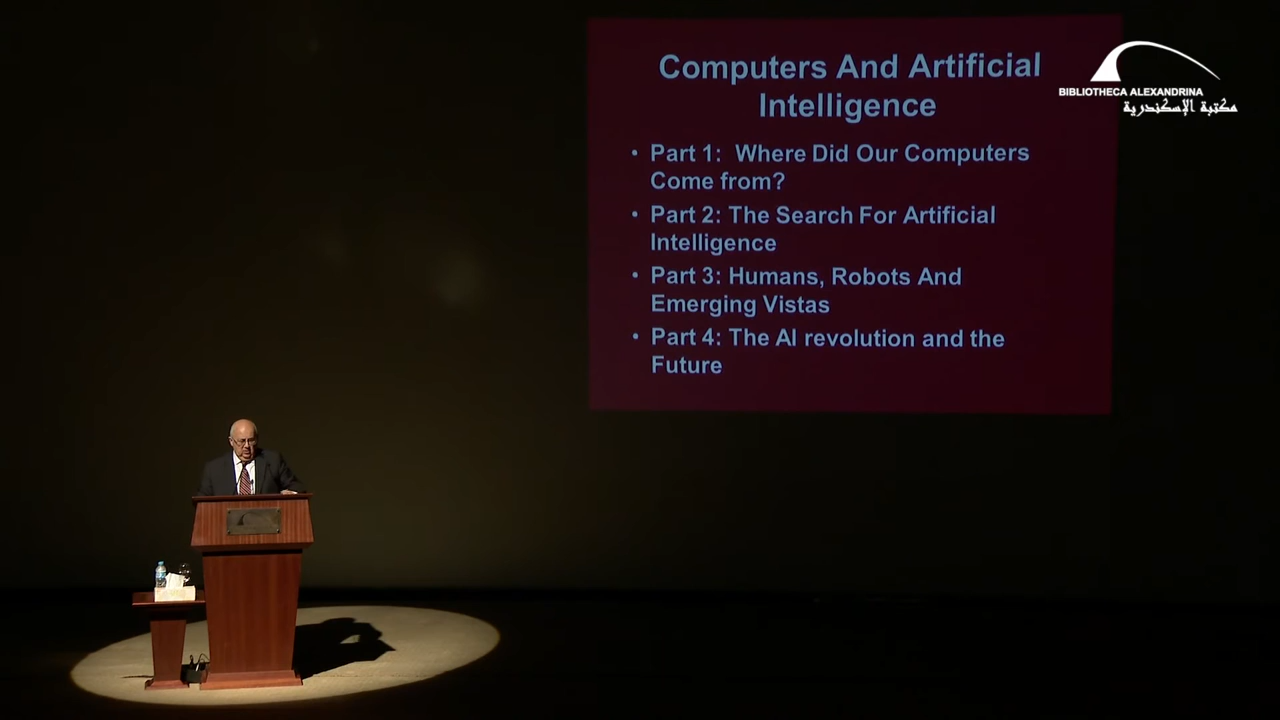 Computers And Artificial
Intelligence
• Part 1: Where Did Our Computers
Come from?
• Part 2: The Search For Artificial
Intelligence
• Part 3: Humans, Robots And
Emerging Vistas
• Part 4: The AI revolution and the
Future
BIBLIOTHECA ALEXANDRINA
مكتبة الإسكندرية